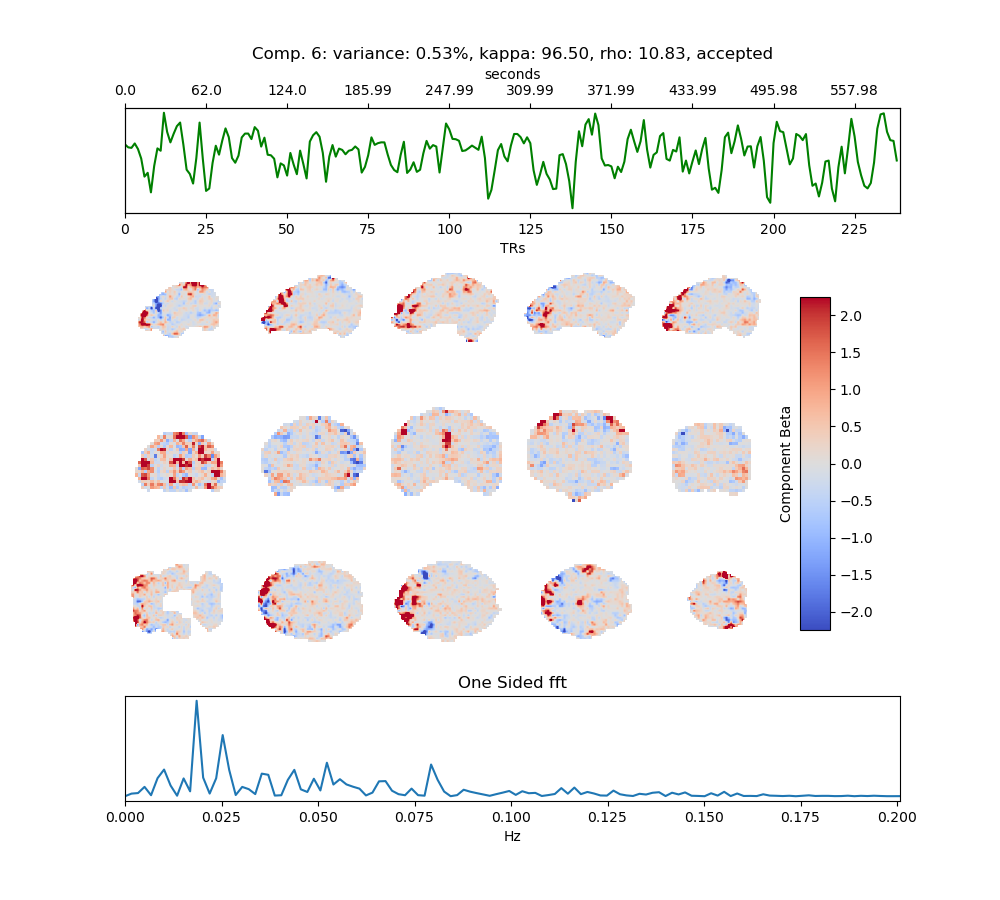 Comp. 6: variance: 0.53%, kappa: 96.50, rho: 10.83, accepted
seconds
0.0 62.0 124.0 185.99 247.99 309.99 371.99 433.99 495.98 557.98
0 25 50 75 100 125 150 175 200 225
TRs
2.0
1.5
1.0
0.5
0.0
−0.5
−1.0
−1.5
−2.0
Component Beta
One Sided fft
0.000 0.025 0.050 0.075 0.100 0.125 0.150 0.175 0.200
Hz